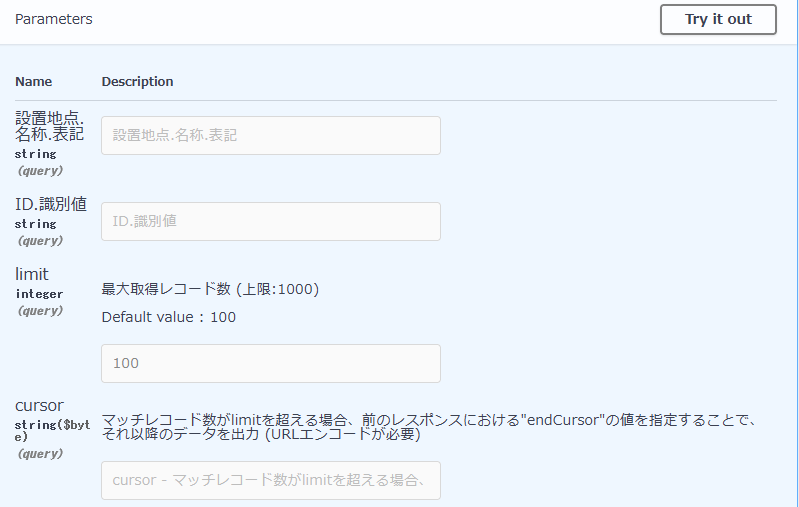 Parameters
Try it out
Name
Description
設置地点.
名称.表記
string
(query)
設置地点.名称.表記
ID.識別値
string
(query)
ID.識別値
limit
integer
(query)
最大取得レコード数 (上限:1000)
Default value : 100
100
cursor
string($byt
e)
(query)
マッチレコード数がlimitを超える場合、前のレスポンスにおける"endCursor"の値を指定することで、
それ以降のデータを出力 (URLエンコードが必要)
cursor - マッチレコード数がlimitを超える場合、